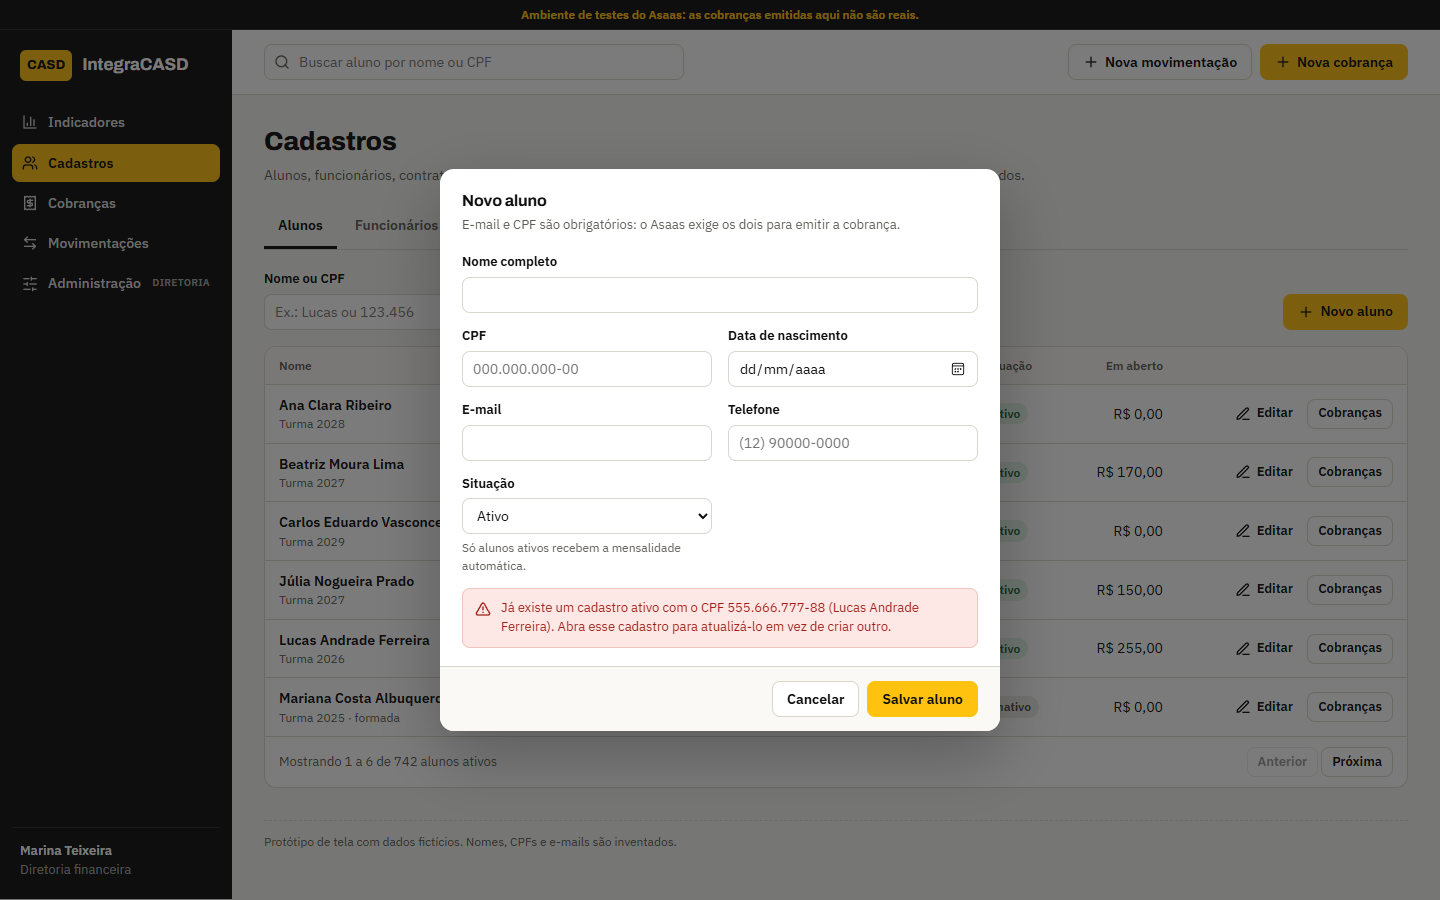 Ambiente de testes do Asaas: as cobranças emitidas aqui não são reais.
CASD IntegraCASD
Buscar aluno por nome ou CPF
Nova movimentação
Nova cobrança
Indicadores
Cadastros
Cobranças
Movimentações
Administração DIRETORIA
Marina Teixeira
Diretoria financeira
Cadastros
Alunos, funcionários, contrat
dos.
Alunos
Funcionários
Nome ou CPF
Ex.: Lucas ou 123.456
Novo aluno
Nome
uação
Em aberto
Ana Clara Ribeiro
Turma 2028
tivo
R$ 0,00
Editar
Cobranças
Beatriz Moura Lima
Turma 2027
tivo
R$ 170,00
Editar
Cobranças
Carlos Eduardo Vasconce
Turma 2029
tivo
R$ 0,00
Editar
Cobranças
Júlia Nogueira Prado
Turma 2027
tivo
R$ 150,00
Editar
Cobranças
Lucas Andrade Ferreira
Turma 2026
tivo
R$ 255,00
Editar
Cobranças
Mariana Costa Albuquerq
Turma 2025 · formada
nativo
R$ 0,00
Editar
Cobranças
Mostrando 1 a 6 de 742 alunos ativos
Anterior
Próxima
Protótipo de tela com dados fictícios. Nomes, CPFs e e-mails são inventados.
Novo aluno
E-mail e CPF são obrigatórios: o Asaas exige os dois para emitir a cobrança.
Nome completo
CPF
000.000.000-00
Data de nascimento
dd/mm/aaaa
E-mail
Telefone
(12) 90000-0000
Situação
Ativo
Só alunos ativos recebem a mensalidade
automática.
Já existe um cadastro ativo com o CPF 555.666.777-88 (Lucas Andrade
Ferreira). Abra esse cadastro para atualizá-lo em vez de criar outro.
Cancelar
Salvar aluno